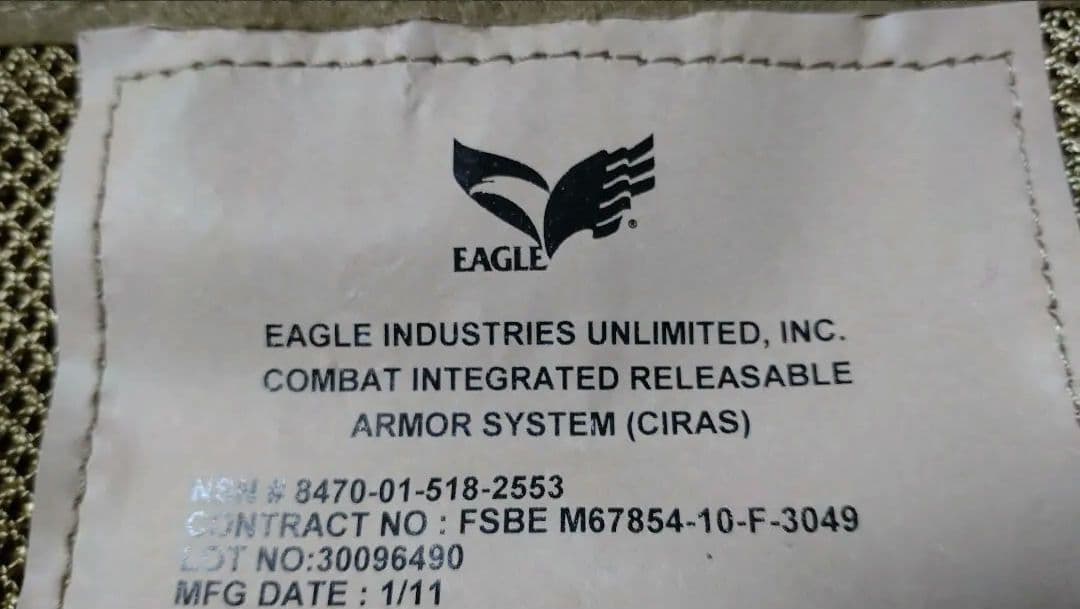 EAGLE®
EAGLE INDUSTRIES UNLIMITED, INC.
COMBAT INTEGRATED RELEASABLE
ARMOR SYSTEM (CIRAS)
NSN # 8470-01-518-2553
CONTRACT NO : FSBE M67854-10-F-3049
LOT NO:30096490
MFG DATE : 1/11